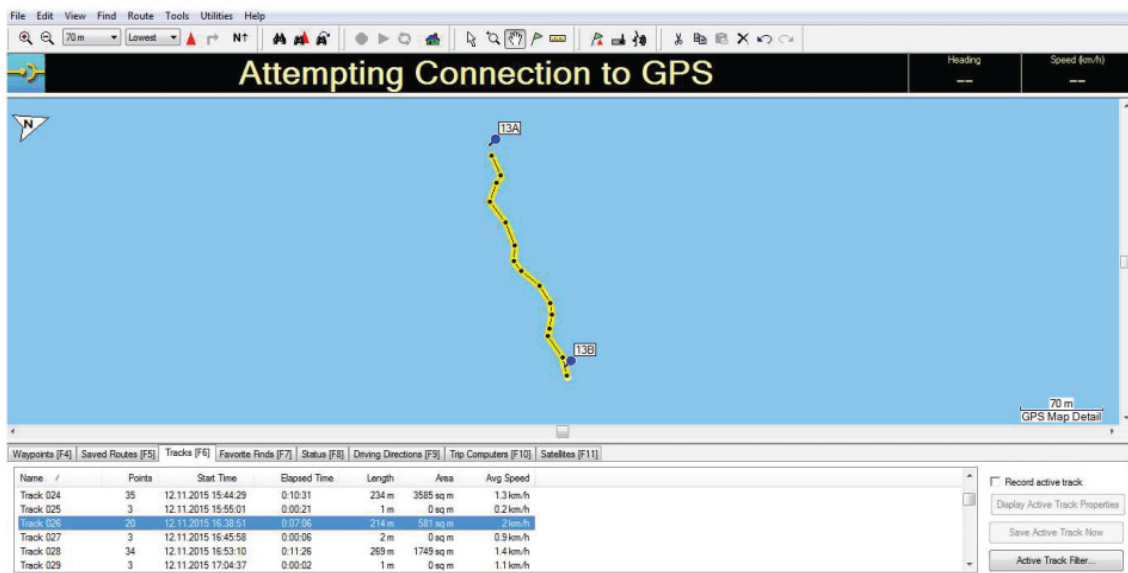 File Edit View Find Route Tools Utilities Help
70 m Lowest N↑
Attempting Connection to GPS Heading -- Speed (km/h) --
N
13A
13B
70 m
GPS Map Detail
Waypoints [F4] Saved Routes [F5] Tracks [F6] Favorite Finds [F7] Status [F8] Driving Directions [F9] Trip Computers [F10] Satellites [F11]
Name / Points Start Time Elapsed Time Length Area Avg Speed
Track 024 35 12.11.2015 15:44:29 0:10:31 234 m 3585 sq m 1.3 km/h
Track 025 3 12.11.2015 15:55:01 0:00:21 1 m 0 sq m 0.2 km/h
Track 026 20 12.11.2015 16:38:51 0:07:06 214 m 581 sq m 2 km/h
Track 027 3 12.11.2015 16:45:58 0:00:06 2 m 0 sq m 0.9 km/h
Track 028 34 12.11.2015 16:53:10 0:11:26 269 m 1749 sq m 1.4 km/h
Track 029 3 12.11.2015 17:04:37 0:00:02 1 m 0 sq m 1.1 km/h
Record active track
Display Active Track Properties
Save Active Track Now
Active Track Filter...